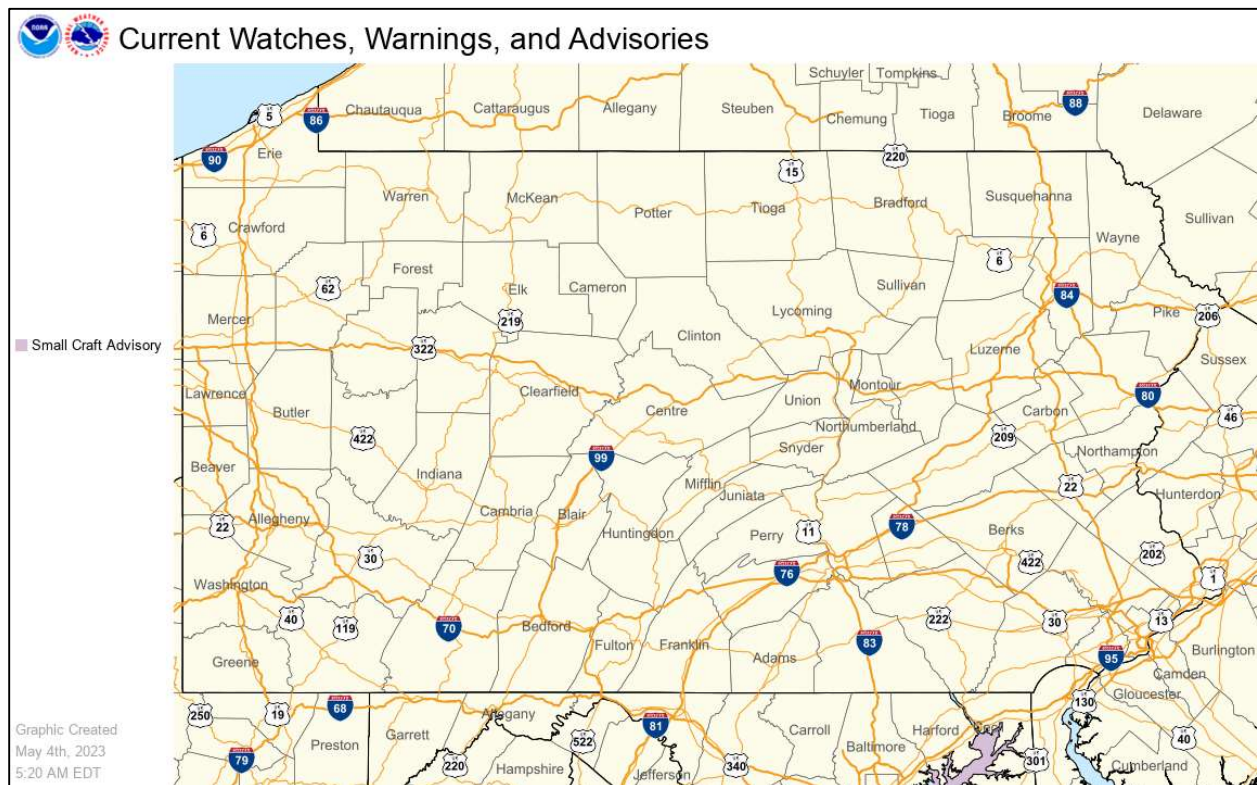 NOAA
Current Watches, Warnings, and Advisories
Schuyler
Tompkins
Chautauqua
Cattaraugus
Allegany
Steuben
Chemung
Tioga
Broome
88
Delaware
5
86
Erie
90
15
220
Warren
McKean
Potter
Tioga
Bradford
Susquehanna
Sullivan
Crawford
6
Wayne
6
Forest
62
Elk
Cameron
Sullivan
84
Mercer
219
Lycoming
Pike
206
Clinton
Small Craft Advisory
322
Luzerne
Sussex
Lawrence
Clearfield
Montour
80
Butler
Centre
Union
Carbon
46
422
Northumberland
209
Snyder
Northampton
99
Beaver
Indiana
Mifflin
Juniata
22
Hunterdon
Cambria
Blair
22
Allegheny
Huntingdon
Perry
11
78
Berks
30
202
422
76
1
Washington
40
119
70
Bedford
222
30
13
Fulton
Franklin
83
Greene
Adams
95
Burlington
Camden
Gloucester
130
250
19
68
Allegany
Graphic Created
81
Carroll
Harford
Preston
Garrett
522
40
May 4th, 2023
Baltimore
79
220
Hampshire
340
301
Cumberland
5:20 AM EDT
Jefferson